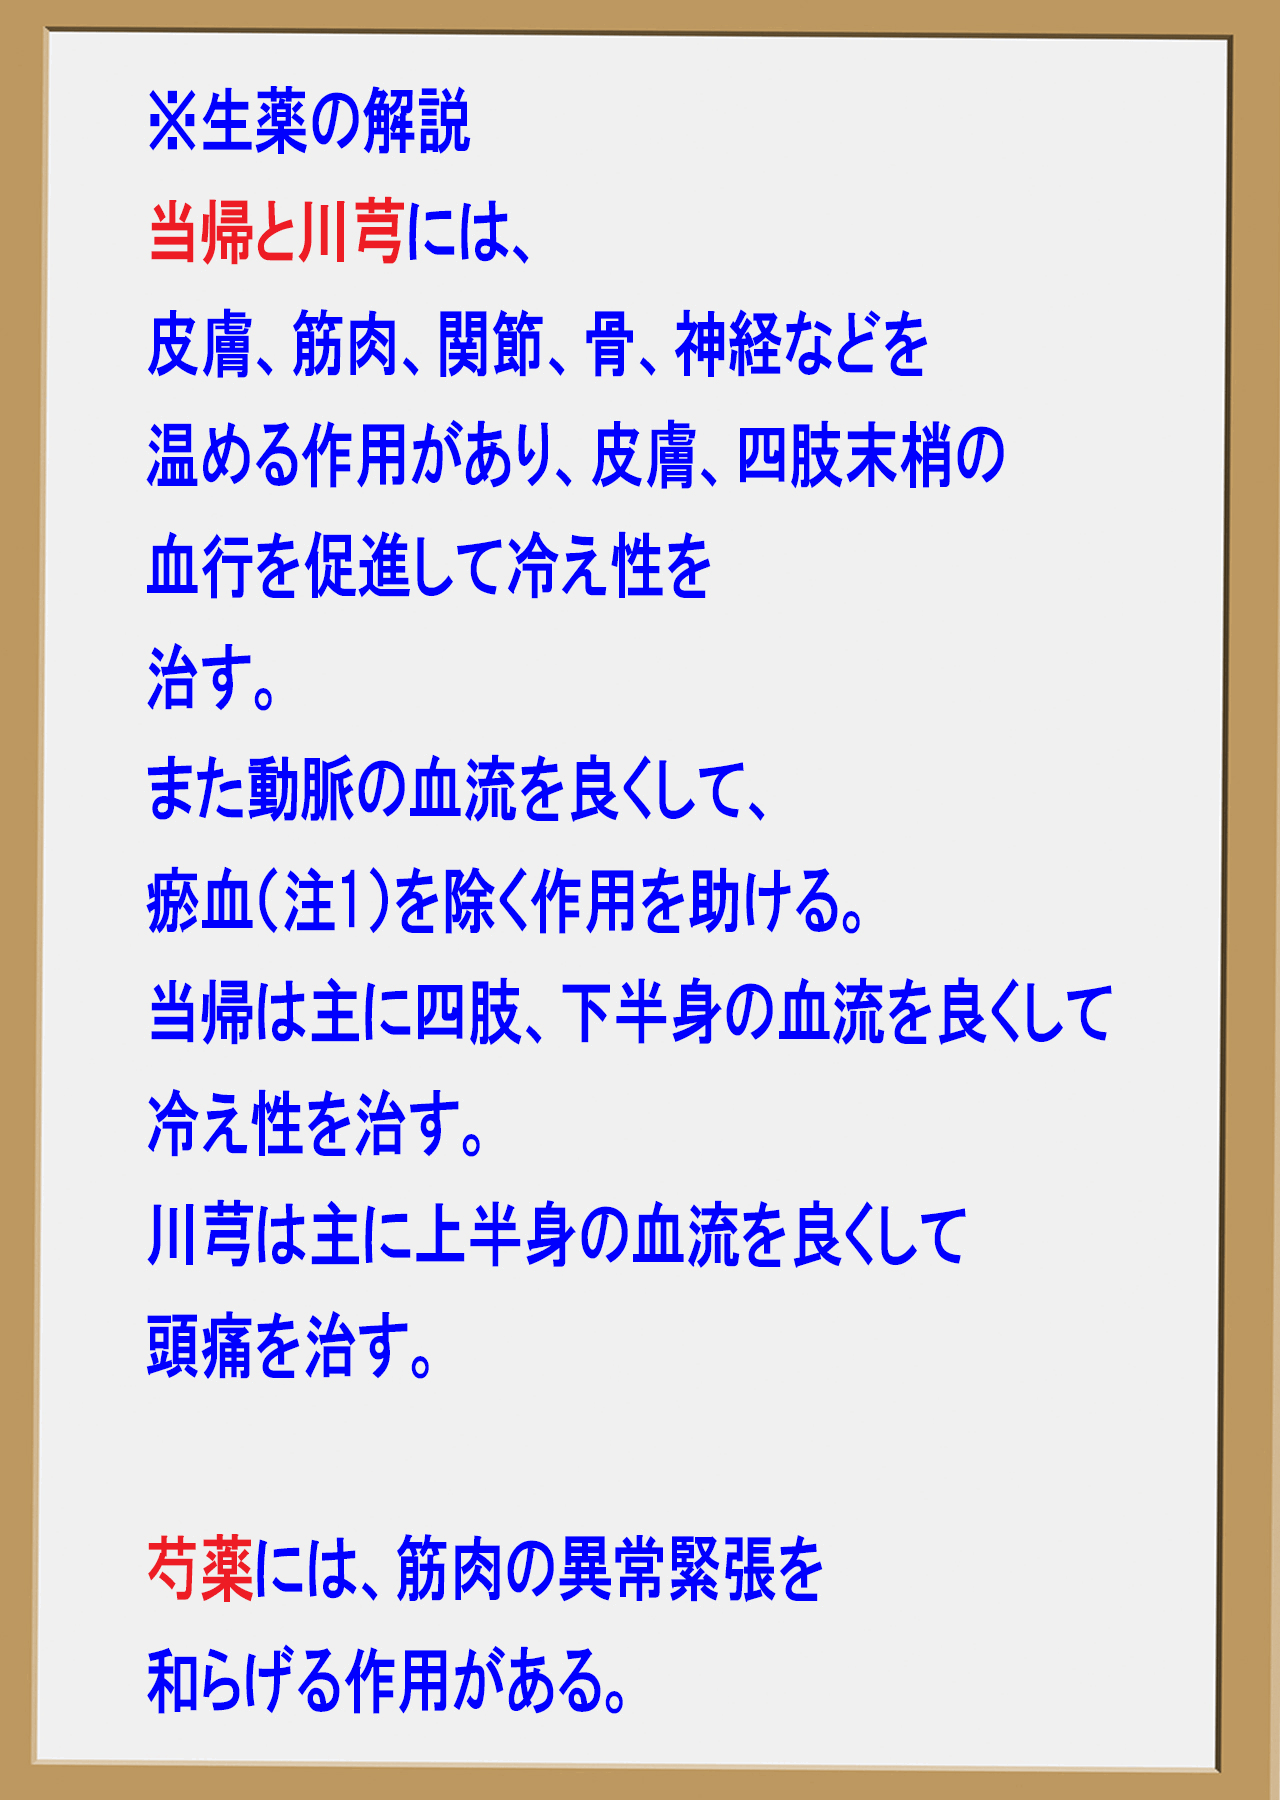 ※生薬の解説
当帰と川芎には、
皮膚、筋肉、関節、骨、神経などを
温める作用があり、皮膚、四肢末梢の
血行を促進して冷え性を
治す。
また動脈の血流を良くして、
瘀血（注1）を除く作用を助ける。
当帰は主に四肢、下半身の血流を良くして
冷え性を治す。
川芎は主に上半身の血流を良くして
頭痛を治す。
芍薬には、筋肉の異常緊張を
和らげる作用がある。